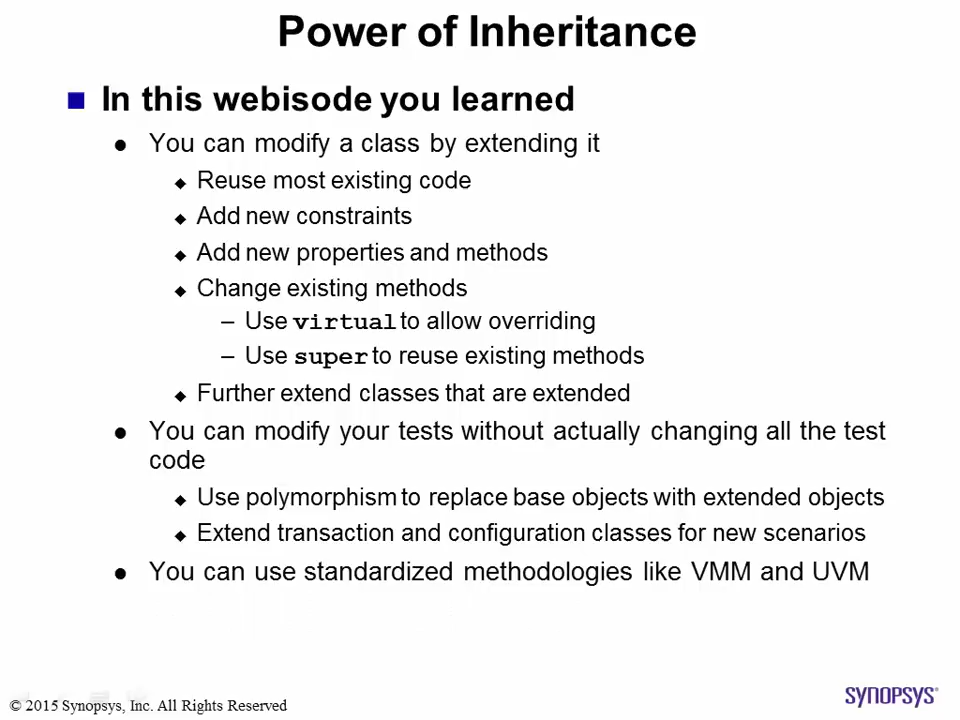 Power of Inheritance
In this webisode you learned
You can modify a class by extending it
Reuse most existing code
Add new constraints
Add new properties and methods
Change existing methods
– Use virtual to allow overriding
– Use super to reuse existing methods
Further extend classes that are extended
You can modify your tests without actually changing all the test
code
Use polymorphism to replace base objects with extended objects
Extend transaction and configuration classes for new scenarios
You can use standardized methodologies like VMM and UVM
© 2015 Synopsys, Inc. All Rights Reserved
SYNOPSYS®